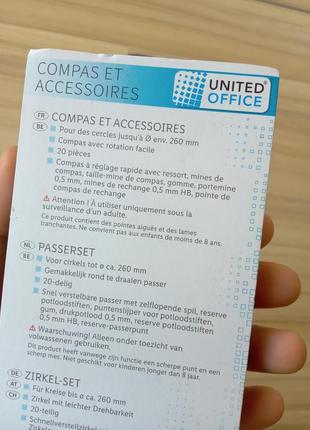 COMPAS ET
ACCESSOIRES
UNITED
OFFICE
FR
BE
COMPAS ET ACCESSOIRES
• Pour des cercles jusqu'à Ø env. 260 mm
• Compas avec rotation facile
• 20 pièces
• Compas à réglage rapide avec ressort, mines de
compas, taille-mine de compas, gomme, portemine
0,5 mm, mines de rechange 0,5 mm HB, pointe de
compas de rechange
⚠ Attention ! À utiliser uniquement sous la
surveillance d'un adulte.
Ce produit contient des pointes aiguës et des lames
tranchantes. Ne convient pas aux enfants de moins de 8 ans.
NL
BE
PASSERSET
• Voor cirkels tot ø ca. 260 mm
• Gemakkelijk rond te draaien passer
• 20-delig
• Snel verstelbare passer met zelflopende spil, reserve
potloodstiften, puntenslijper voor potloodstiften,
gum, drukpotlood 0,5 mm, reserve potloodstiften
0,5 mm HB, reserve-passerpunt
⚠ Waarschuwing! Alleen onder toezicht van
volwassenen gebruiken.
Dit product heeft vanwege zijn functie een scherpe punt en een
scherp mes. Niet geschikt voor kinderen jonger dan 8 jaar.
DE
AT
CH
ZIRKEL-SET
• Für Kreise bis ø ca. 260 mm
• Zirkel mit leichter Drehbarkeit
• 20-teilig
• Schnellverstellzirkel